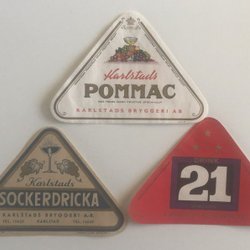 Karlstads
POMMAC
KARLSTADS BRYGGERI AB
Karlstads
SOCKERDRICKA
KARLSTADS BRYGGERI A-B
KARLSTAD
21